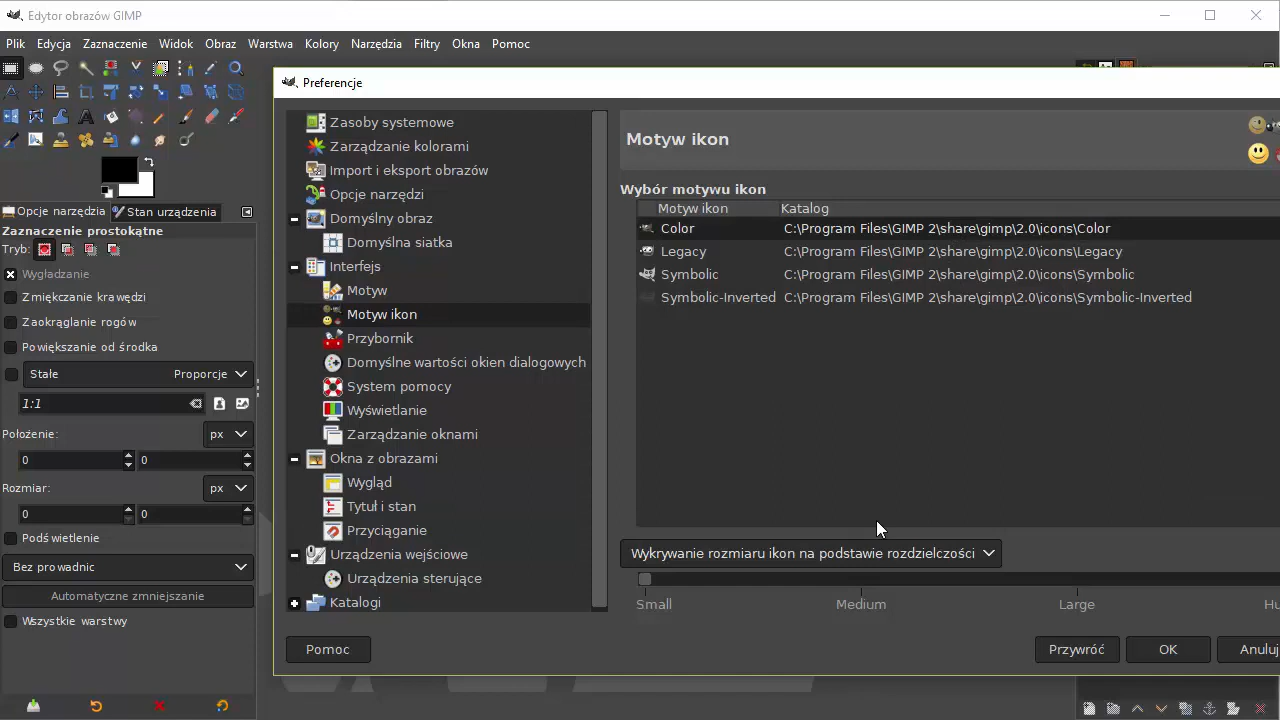 Edytor obrazów GIMP
Plik Edycja Zaznaczenie Widok Obraz Warstwa Kolory Narzędzia Filtry Okna Pomoc
Opcje narzędzia Stan urządzenia
Zaznaczenie prostokątne
Tryb:
Wygładzanie
Zmiękczanie krawędzi
Zaokrąglanie rogów
Powiększanie od środka
Stałe Proporcje
1:1
Położenie: px
0 0
Rozmiar: px
0 0
Podświetlenie
Bez prowadnic
Automatyczne zmniejszanie
Wszystkie warstwy
Preferencje
Zasoby systemowe
Zarządzanie kolorami
Import i eksport obrazów
Opcje narzędzi
Domyślny obraz
Domyślna siatka
Interfejs
Motyw
Motyw ikon
Przybornik
Domyślne wartości okien dialogowych
System pomocy
Wyświetlanie
Zarządzanie oknami
Okna z obrazami
Wygląd
Tytuł i stan
Przyciąganie
Urządzenia wejściowe
Urządzenia sterujące
Katalogi
Motyw ikon
Wybór motywu ikon
Motyw ikon Katalog
Color C:\Program Files\GIMP 2\share\gimp\2.0\icons\Color
Legacy C:\Program Files\GIMP 2\share\gimp\2.0\icons\Legacy
Symbolic C:\Program Files\GIMP 2\share\gimp\2.0\icons\Symbolic
Symbolic-Inverted C:\Program Files\GIMP 2\share\gimp\2.0\icons\Symbolic-Inverted
Wykrywanie rozmiaru ikon na podstawie rozdzielczości
Small Medium Large Hu
Pomoc Przywróć OK Anuluj